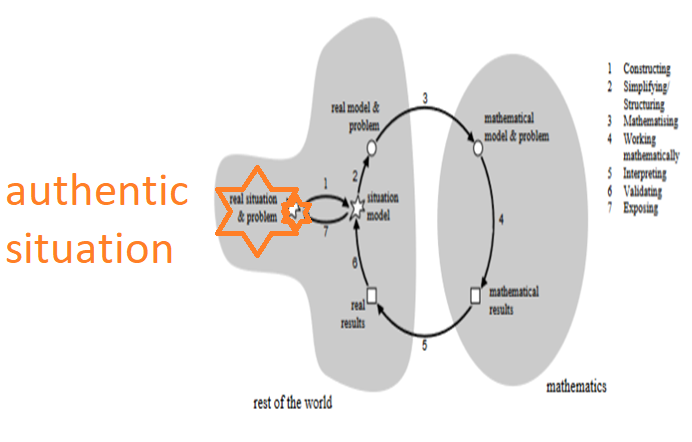 authentic
situation
real situation
& problem
1
7
2
situation
model
real model &
problem
3
mathematical
model & problem
4
6
real
results
5
mathematical
results
rest of the world
mathematics
1 Constructing
2 Simplifying/
Structuring
3 Mathematising
4 Working
mathematically
5 Interpreting
6 Validating
7 Exposing